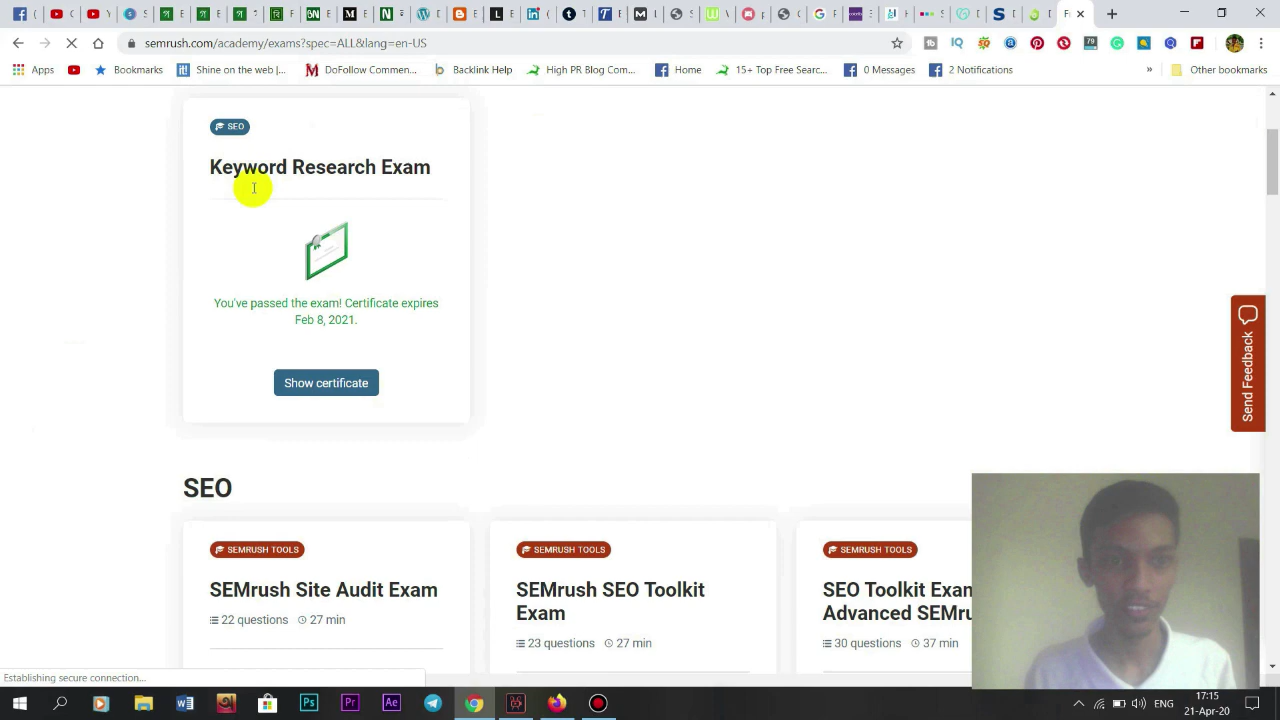 semrush.com/academy/exams?spec=ALL&lang=en-US
Apps
Bookmarks
Shine on the web |...
DoFollow Commen...
Backlink Help
High PR Blog Com...
Home
15+ Top Free Searc...
0 Messages
2 Notifications
»
Other bookmarks
SEO
Keyword Research Exam
You've passed the exam! Certificate expires
Feb 8, 2021.
Show certificate
Send Feedback
SEO
SEMRUSH TOOLS
SEMrush Site Audit Exam
22 questions 27 min
SEMRUSH TOOLS
SEMrush SEO Toolkit
Exam
23 questions 27 min
SEMRUSH TOOLS
SEO Toolkit Exam
Advanced SEMru
30 questions 37 min
Establishing secure connection...
ENG
17:15
21-Apr-20